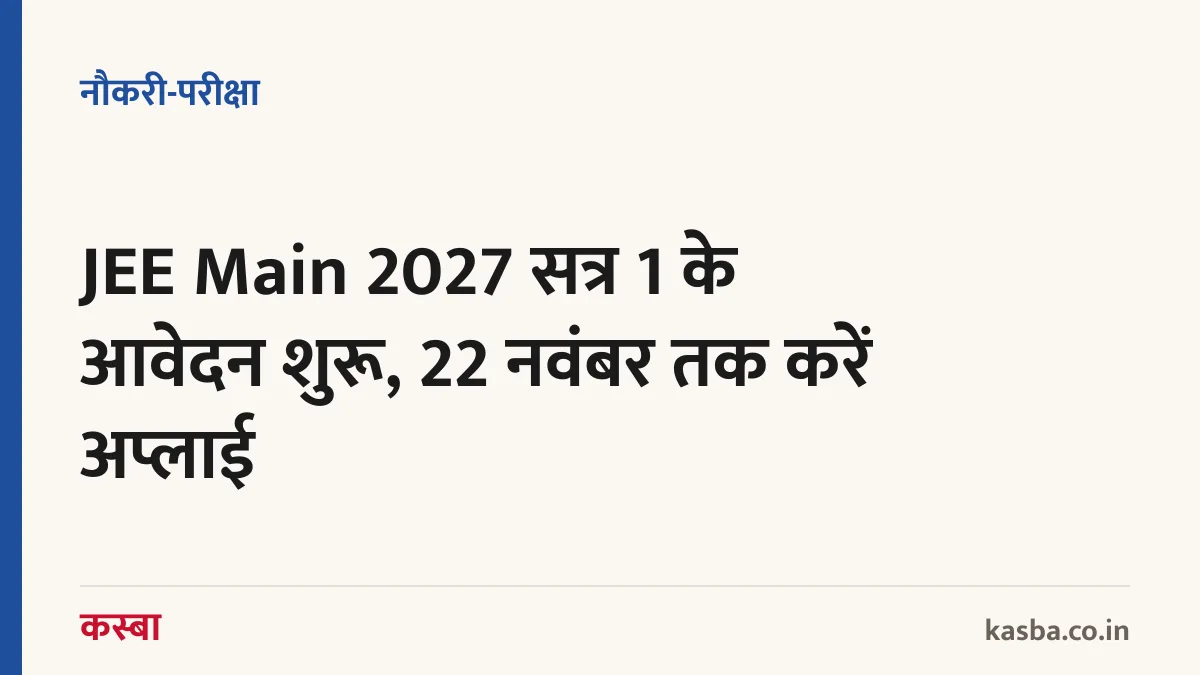 नौकरी-परीक्षा
JEE Main 2027 सत्र 1 के
आवेदन शुरू, 22 नवंबर तक करें
अप्लाई
कस्बा
kasba.co.in